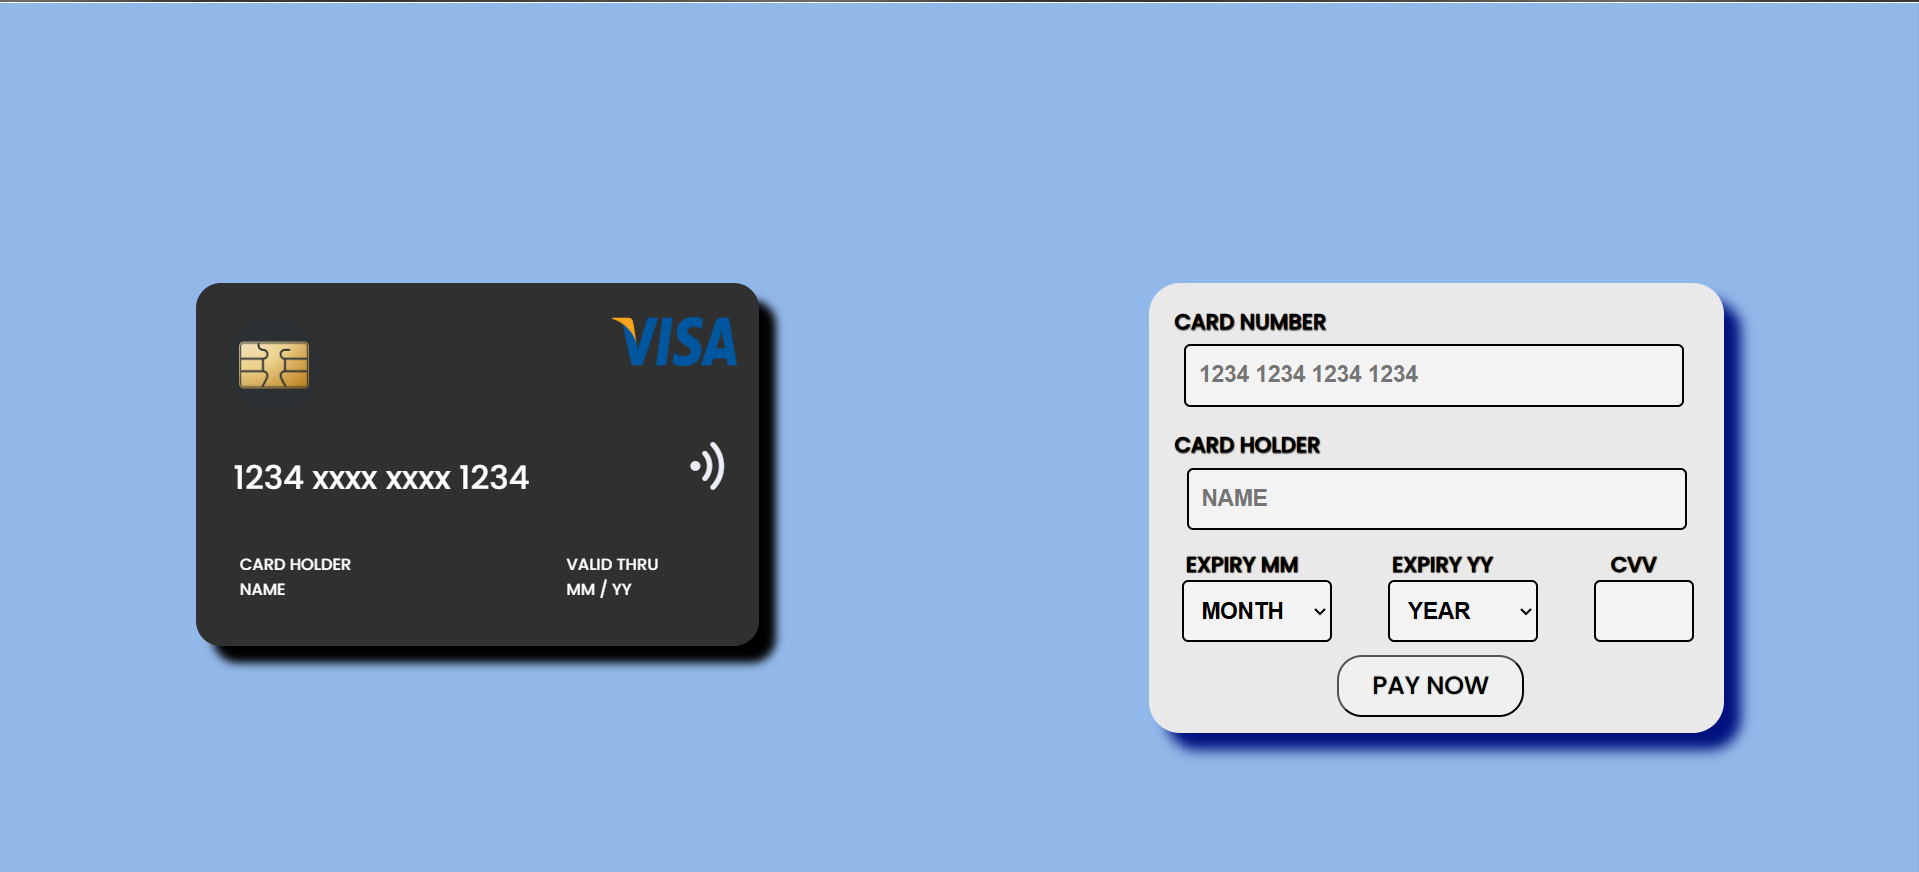 VISA
1234 xxxx xxxx 1234
CARD HOLDER
NAME
VALID THRU
MM / YY
CARD NUMBER
1234 1234 1234 1234
CARD HOLDER
NAME
EXPIRY MM
MONTH
EXPIRY YY
YEAR
CVV
PAY NOW